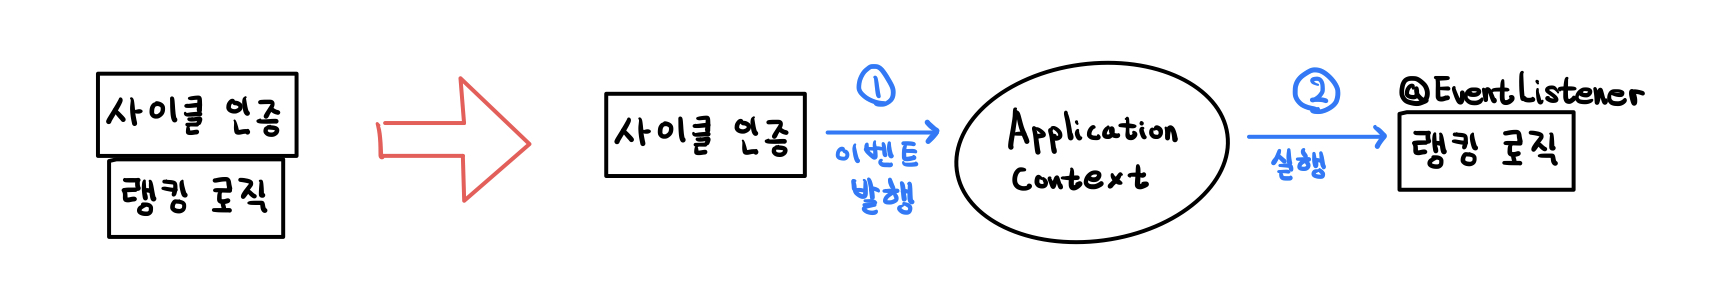 사이클 인증
랭킹 로직
사이클 인증
1
이벤트
발행
Application
Context
2
실행
@EventListener
랭킹 로직